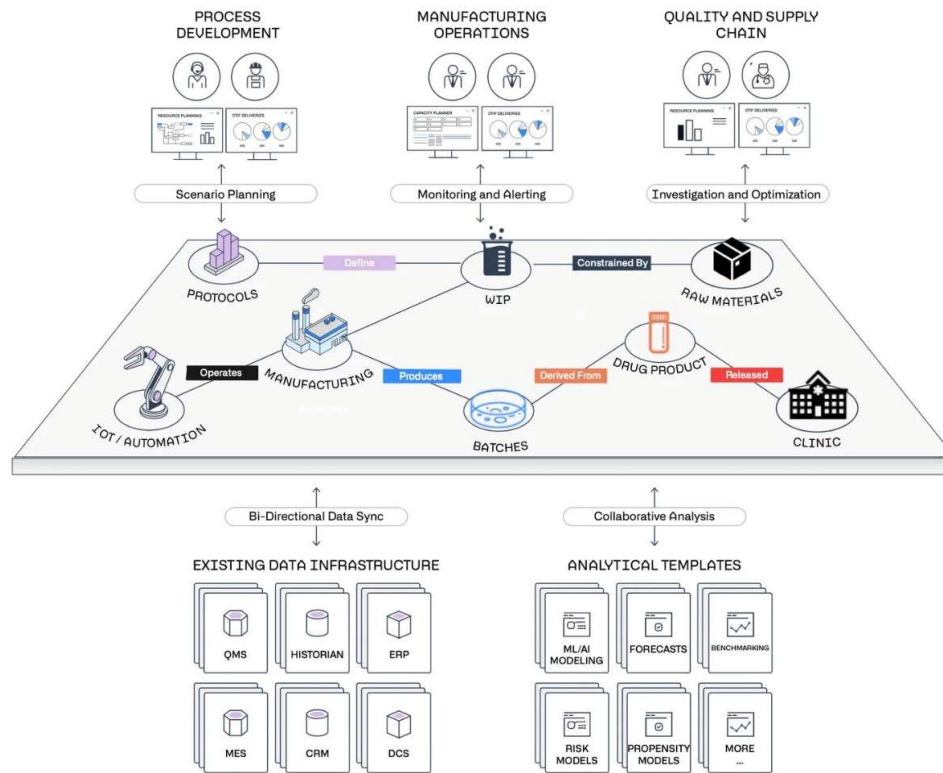 PROCESS
DEVELOPMENT
MANUFACTURING
OPERATIONS
QUALITY AND SUPPLY
CHAIN
RESOURCE PLANNING
OTIF DELIVERIES
CAPACITY PLANNER
OTIF DELIVERIES
RESOURCE PLANNING
OTIF DELIVERIES
Scenario Planning
Monitoring and Alerting
Investigation and Optimization
Define
Constrained By
PROTOCOLS
WIP
RAW MATERIALS
Operates
MANUFACTURING
Produces
Derived From
DRUG PRODUCT
Released
IOT / AUTOMATION
BATCHES
CLINIC
Bi-Directional Data Sync
Collaborative Analysis
EXISTING DATA INFRASTRUCTURE
ANALYTICAL TEMPLATES
QMS
HISTORIAN
ERP
ML/AI
MODELING
FORECASTS
BENCHMARKING
MES
CRM
DCS
RISK
MODELS
PROPENSITY
MODELS
MORE
...